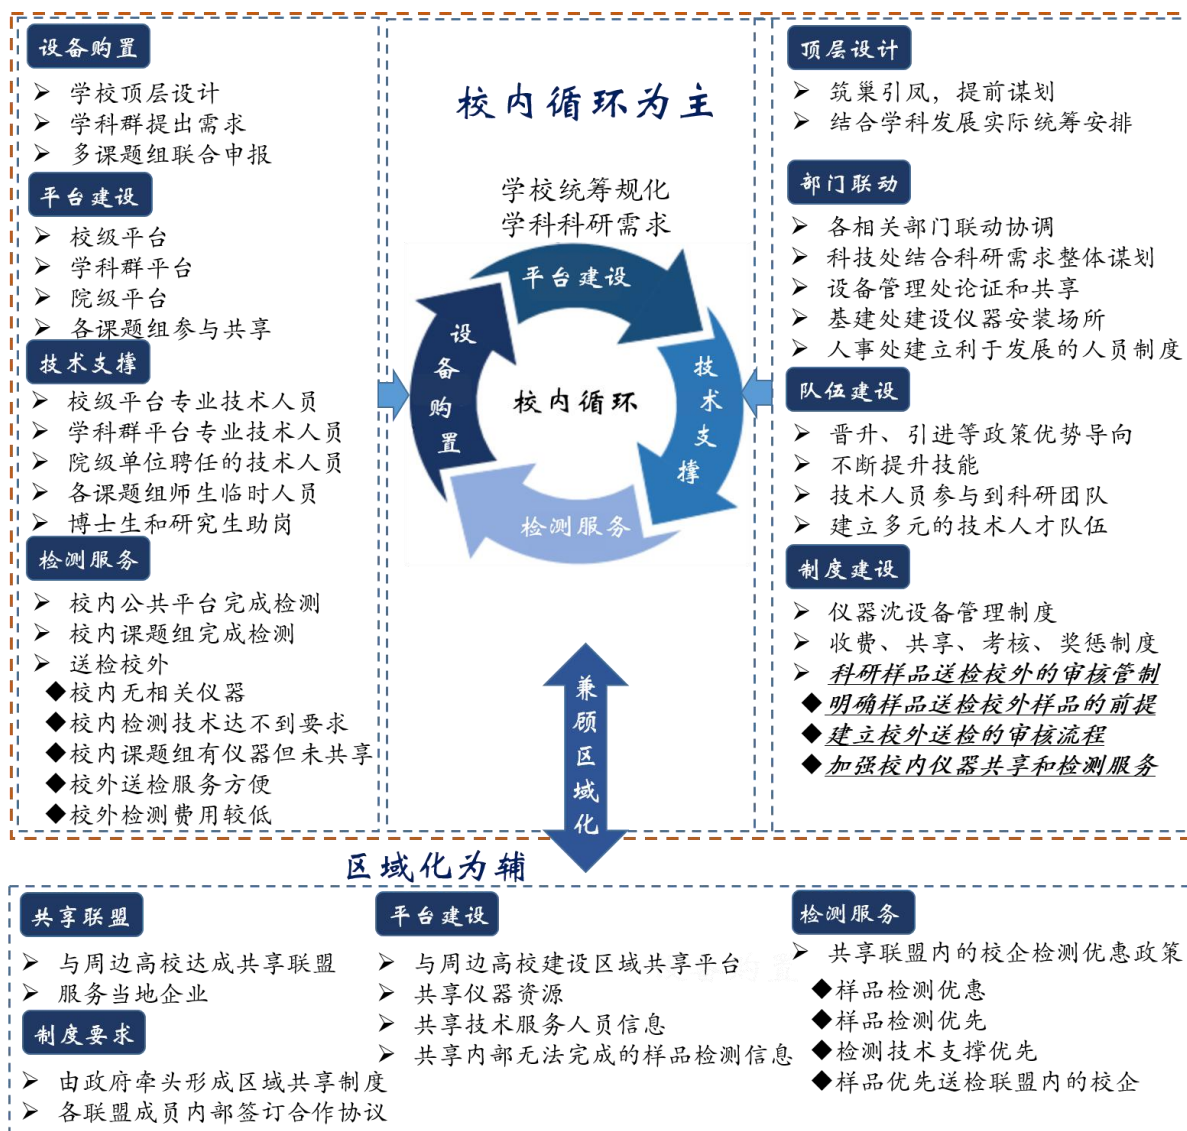 设备购置
学校顶层设计
学科群提出需求
多课题组联合申报
平台建设
校级平台
学科群平台
院级平台
各课题组参与共享
技术支撑
校级平台专业技术人员
学科群平台专业技术人员
院级单位聘任的技术人员
各课题组师生临时人员
博士生和研究生助岗
检测服务
校内公共平台完成检测
校内课题组完成检测
送检校外
校内无相关仪器
校内检测技术达不到要求
校内课题组有仪器但未共享
校外送检服务方便
校外检测费用较低
校内循环为主
学校统筹规化
学科科研需求
平台建设
设备购置
技术支撑
校内循环
检测服务
兼顾区域化
顶层设计
筑巢引凤，提前谋划
结合学科发展实际统筹安排
部门联动
各相关部门联动协调
科技处结合科研需求整体谋划
设备管理处论证和共享
基建处建设仪器安装场所
人事处建立利于发展的人员制度
队伍建设
晋升、引进等政策优势导向
不断提升技能
技术人员参与到科研团队
建立多元的技术人才队伍
制度建设
仪器沈设备管理制度
收费、共享、考核、奖惩制度
科研样品送检校外的审核管制
明确样品送检校外样品的前提
建立校外送检的审核流程
加强校内仪器共享和检测服务
区域化为辅
共享联盟
与周边高校达成共享联盟
服务当地企业
制度要求
由政府牵头形成区域共享制度
各联盟成员内部签订合作协议
平台建设
与周边高校建设区域共享平台
共享仪器资源
共享技术服务人员信息
共享内部无法完成的样品检测信息
检测服务
共享联盟内的校企检测优惠政策
样品检测优惠
样品检测优先
检测技术支撑优先
样品优先送检联盟内的校企